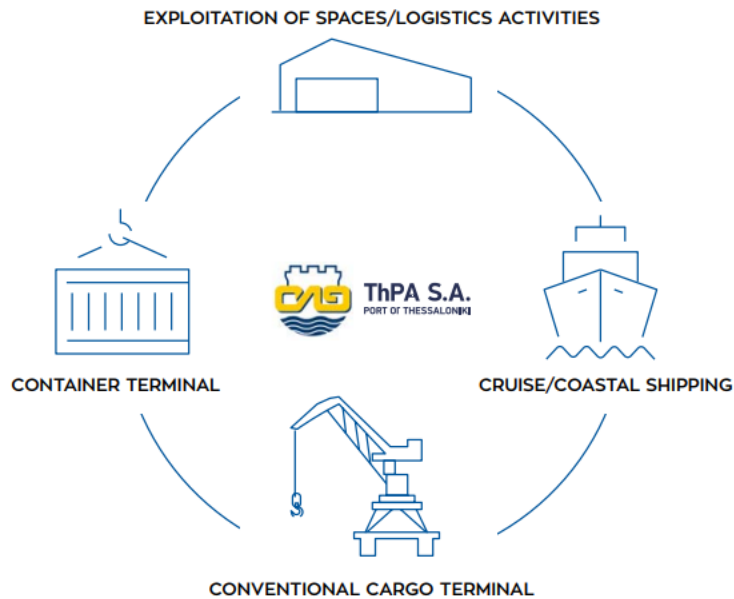 EXPLOITATION OF SPACES/LOGISTICS ACTIVITIES
ThPA S.A.
PORT OF THESSALONIKI
CONTAINER TERMINAL
CRUISE/COASTAL SHIPPING
CONVENTIONAL CARGO TERMINAL